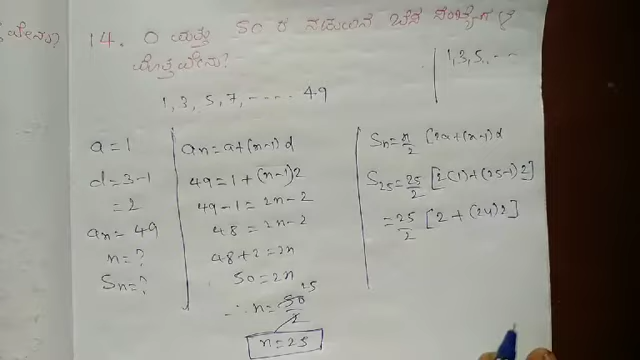 ವೇನು?
14. 0 ಮತ್ತು 50 ರ ನಡುವಿನ ಬೆಸ ಸಂಖ್ಯೆಗಳ
ಮೊತ್ತವೇನು?
1, 3, 5, ...
1, 3, 5, 7, ....... 49
a = 1
d = 3-1
= 2
an = 49
n = ?
Sn = ?
an = a+(n-1)d
49 = 1+(n-1)2
49-1 = 2n-2
48 = 2n-2
48+2 = 2n
50 = 2n
∴ n = 50/2 25
n = 25
Sn = n/2 [2a+(n-1)d
S25 = 25/2 [2(1)+(25-1)2]
= 25/2 [2+(24)2]